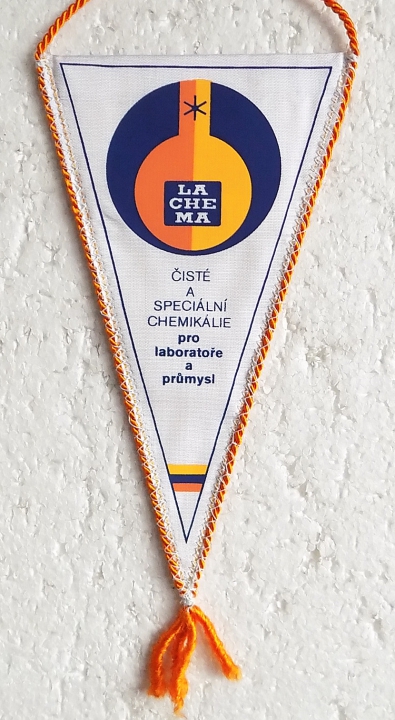 LA
CHE
MA
ČISTÉ
A
SPECIÁLNÍ
CHEMIKÁLIE
pro
laboratoře
a
průmysl